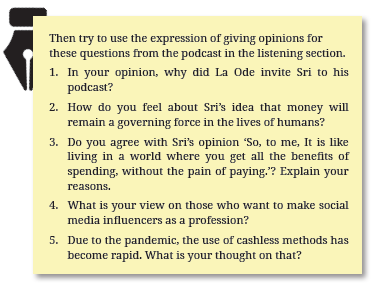 Then try to use the expression of giving opinions for
these questions from the podcast in the listening section.
1. In your opinion, why did La Ode invite Sri to his
podcast?
2. How do you feel about Sri’s idea that money will
remain a governing force in the lives of humans?
3. Do you agree with Sri’s opinion ‘So, to me, It is like
living in a world where you get all the benefits of
spending, without the pain of paying.’? Explain your
reasons.
4. What is your view on those who want to make social
media influencers as a profession?
5. Due to the pandemic, the use of cashless methods has
become rapid. What is your thought on that?